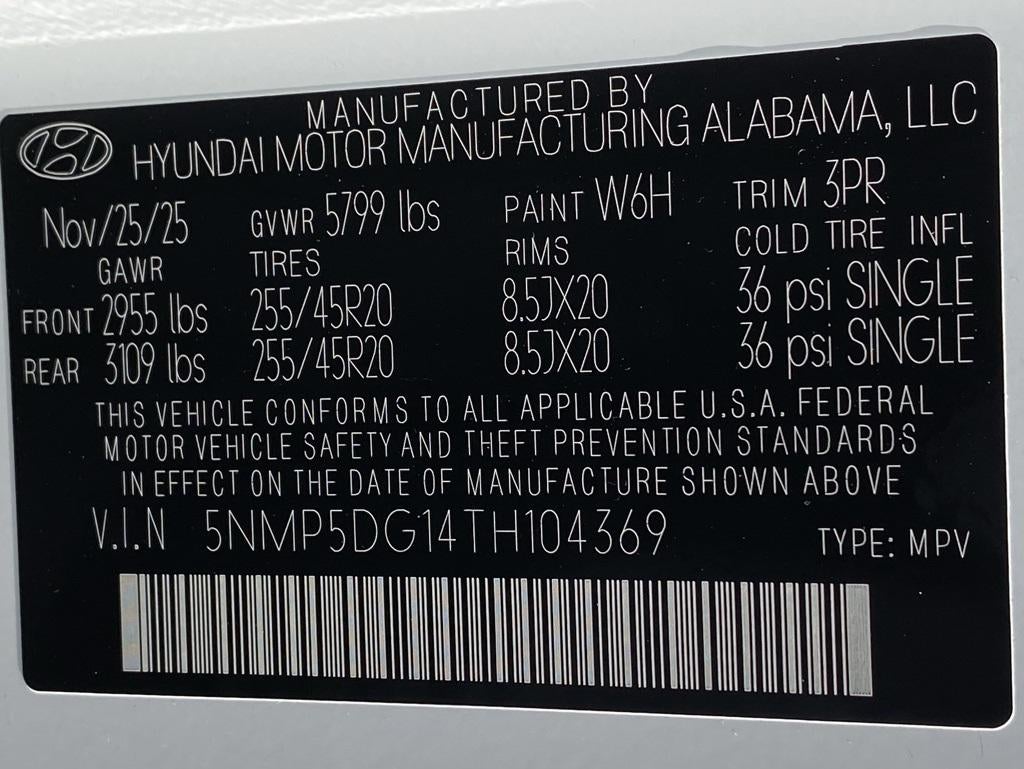 MANUFACTURED BY
HYUNDAI MOTOR MANUFACTURING ALABAMA, LLC
Nov/25/25 GVWR 5799 lbs PAINT W6H TRIM 3PR
GAWR TIRES RIMS COLD TIRE INFL
FRONT 2955 lbs 255/45R20 8.5JX20 36 psi SINGLE
REAR 3109 lbs 255/45R20 8.5JX20 36 psi SINGLE
THIS VEHICLE CONFORMS TO ALL APPLICABLE U.S.A. FEDERAL
MOTOR VEHICLE SAFETY AND THEFT PREVENTION STANDARDS
IN EFFECT ON THE DATE OF MANUFACTURE SHOWN ABOVE
V.I.N 5NMP5DG14TH104369 TYPE: MPV